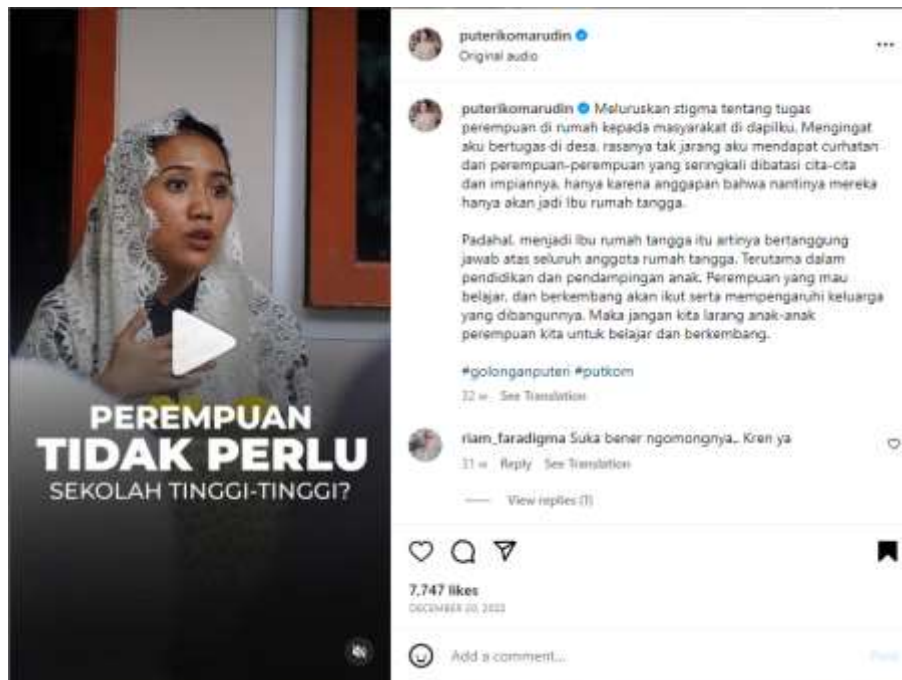 puterikomarudin
Original audio
puterikomarudin Meluruskan stigma tentang tugas
perempuan di rumah kepada masyarakat di dapilku. Mengingat
aku bertugas di desa, rasanya tak jarang aku mendapat curhatan
dari perempuan-perempuan yang seringkali dibatasi cita-cita
dan impiannya, hanya karena anggapan bahwa nantinya mereka
hanya akan jadi Ibu rumah tangga.
Padahal, menjadi Ibu rumah tangga itu artinya bertanggung
jawab atas seluruh anggota rumah tangga. Terutama dalam
pendidikan dan pendampingan anak. Perempuan yang mau
belajar, dan berkembang akan ikut serta mempengaruhi keluarga
yang dibangunnya. Maka jangan kita larang anak-anak
perempuan kita untuk belajar dan berkembang.
#golonganputeri #putkom
32 w See Translation
riam_faradigma Suka bener ngomongnya.. Kren ya
31 w Reply See Translation
View replies (1)
7,747 likes
DECEMBER 20, 2022
Add a comment...
Post
PEREMPUAN
TIDAK PERLU
SEKOLAH TINGGI-TINGGI?